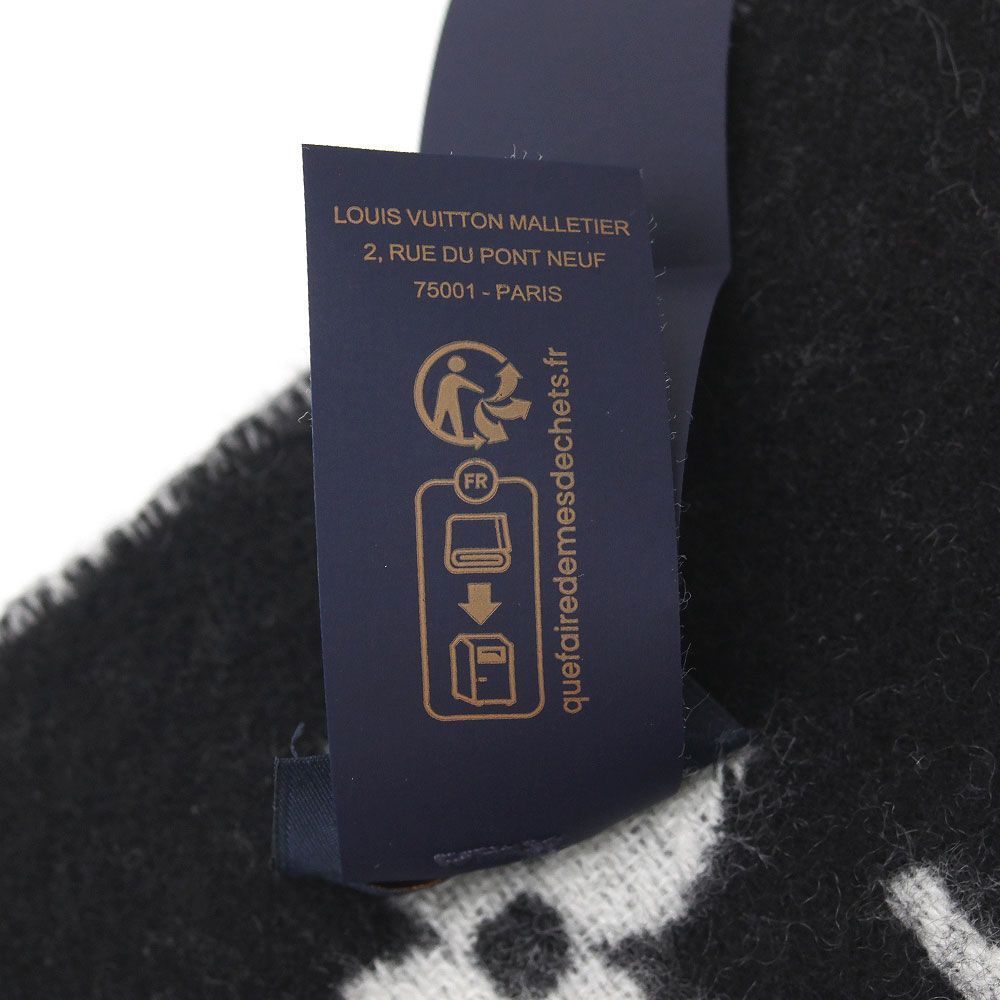 LOUIS VUITTON MALLETIER
2, RUE DU PONT NEUF
75001 - PARIS
FR
quefairedemesdechets.fr